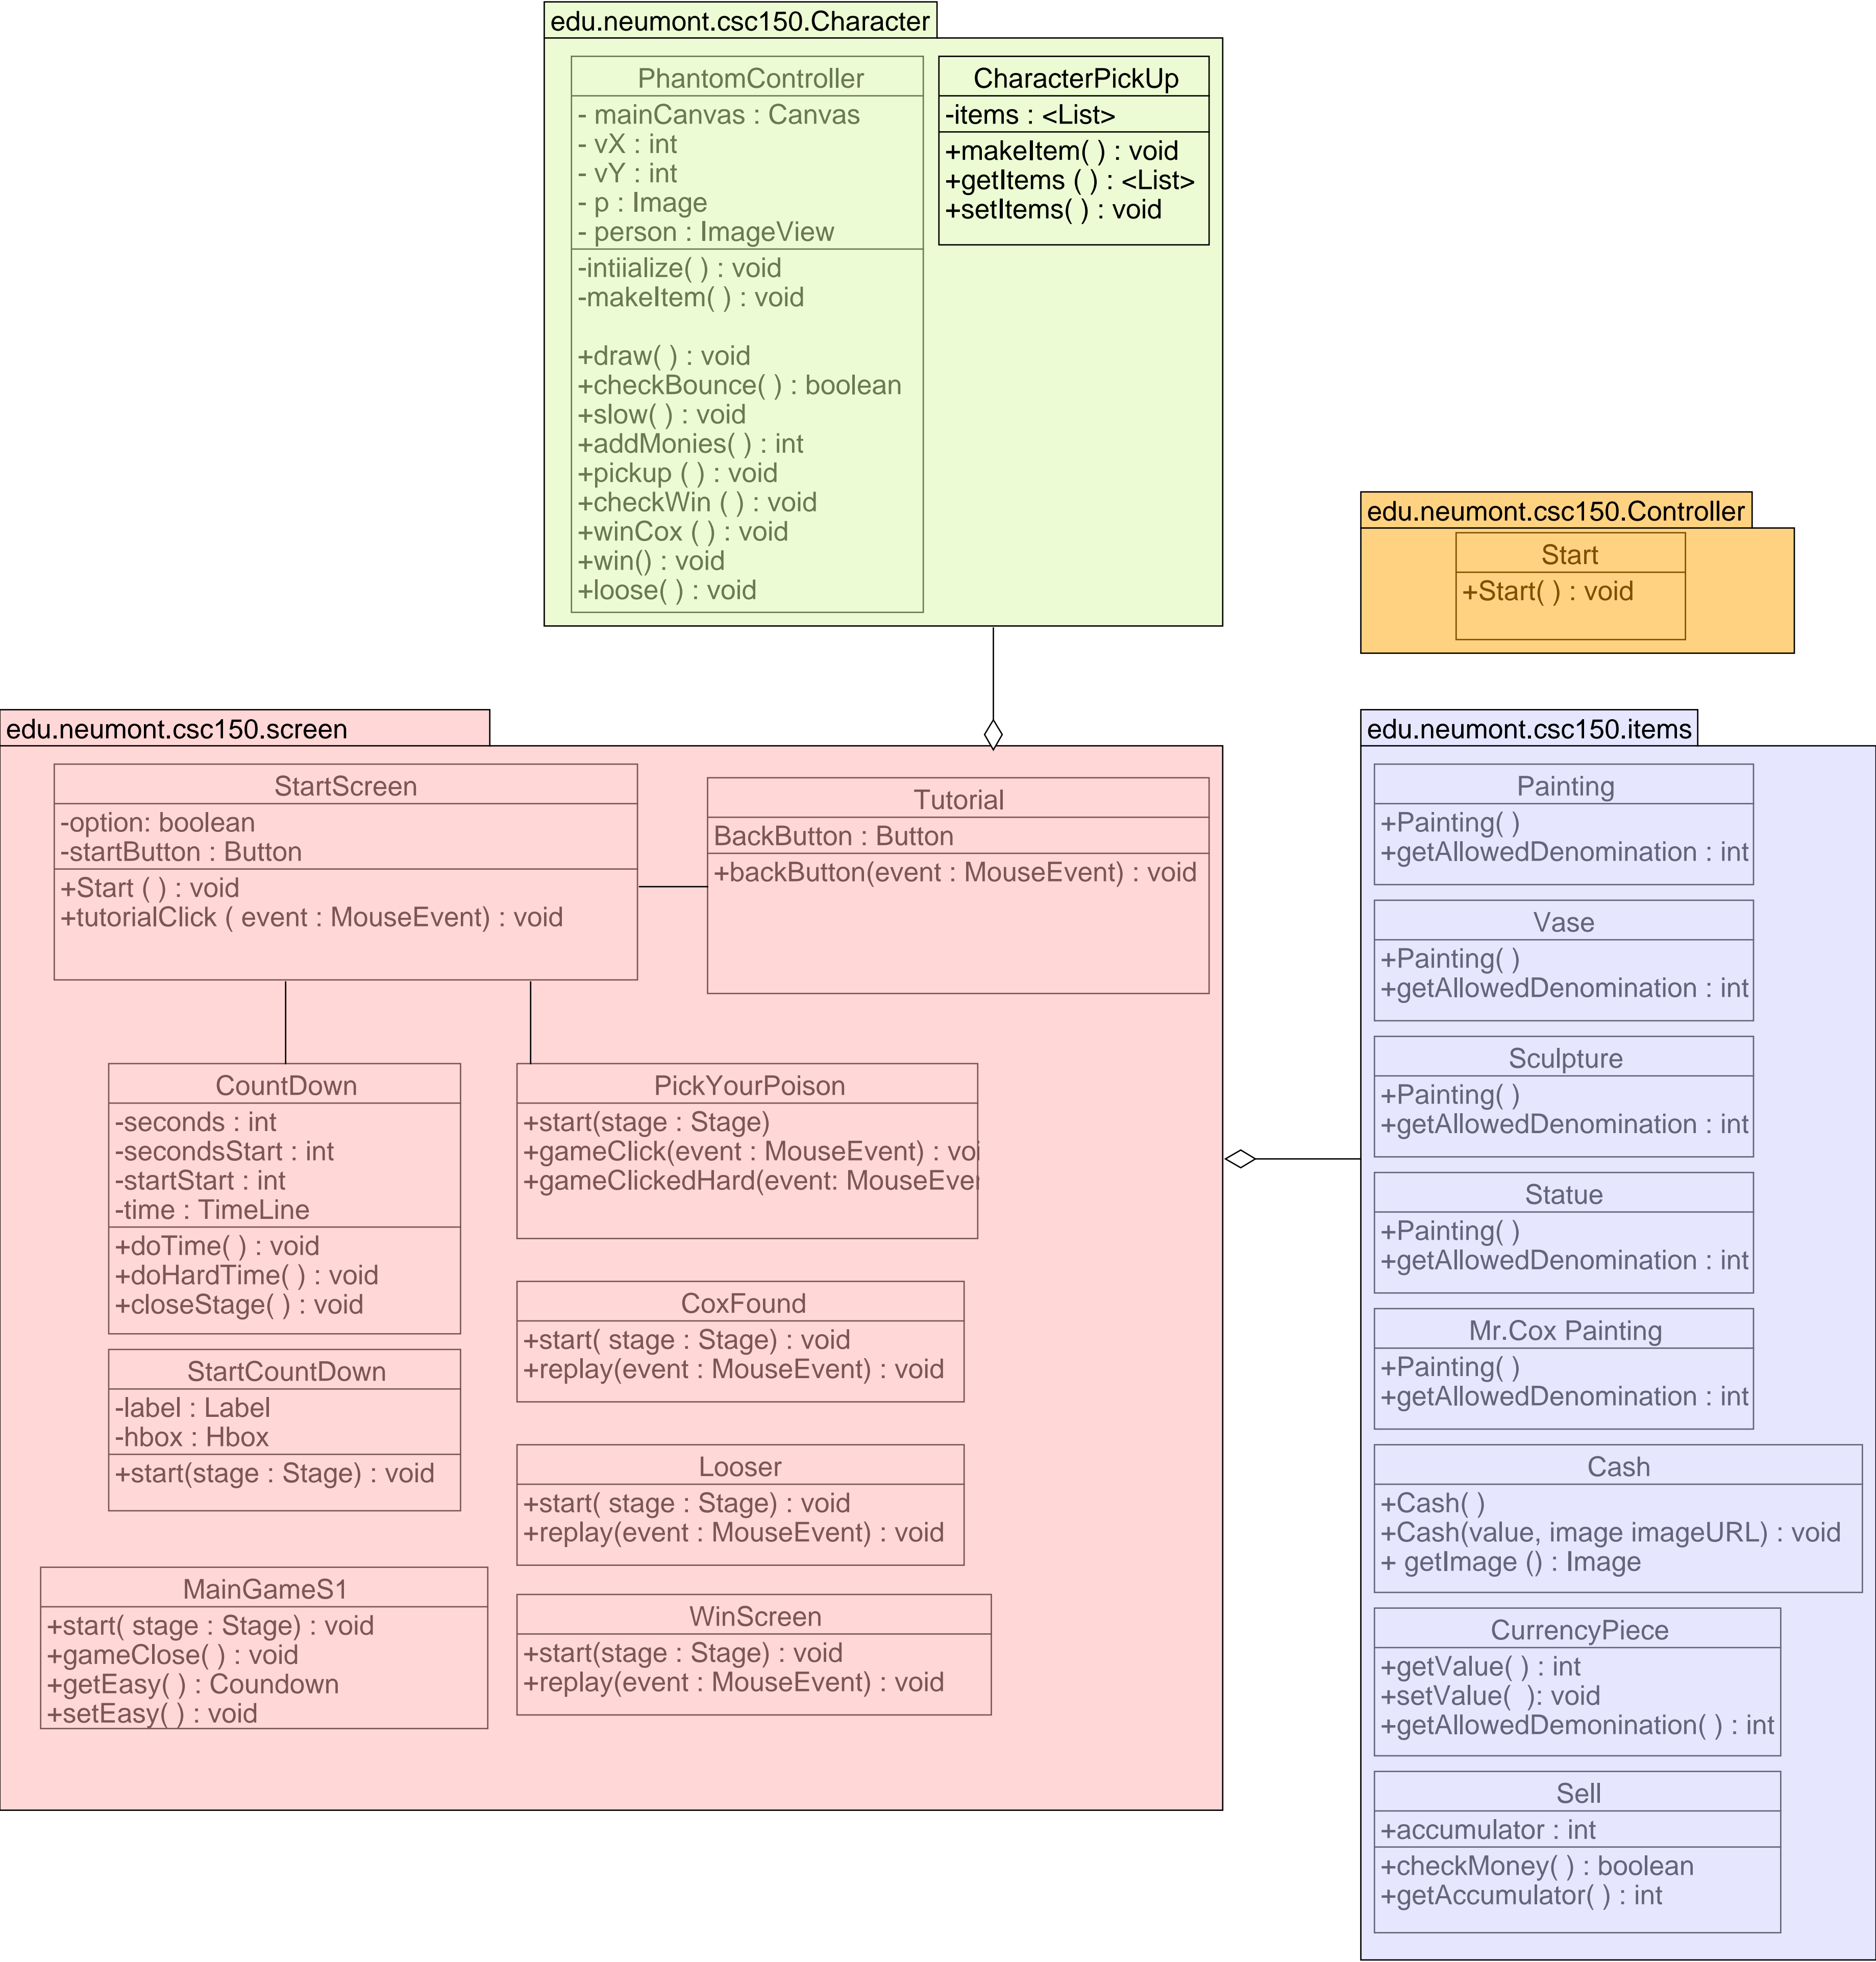 edu.neumont.csc150.Character
PhantomController
- mainCanvas : Canvas
- vX : int
- vY : int
- p : Image
- person : ImageView
-intiialize( ) : void
-makeItem( ) : void
+draw( ) : void
+checkBounce( ) : boolean
+slow( ) : void
+addMonies( ) : int
+pickup ( ) : void
+checkWin ( ) : void
+winCox ( ) : void
+win() : void
+loose( ) : void
CharacterPickUp
-items : <List>
+makeItem( ) : void
+getItems ( ) : <List>
+setItems( ) : void
edu.neumont.csc150.Controller
Start
+Start( ) : void
edu.neumont.csc150.screen
StartScreen
-option: boolean
-startButton : Button
+Start ( ) : void
+tutorialClick ( event : MouseEvent) : void
Tutorial
BackButton : Button
+backButton(event : MouseEvent) : void
CountDown
-seconds : int
-secondsStart : int
-startStart : int
-time : TimeLine
+doTime( ) : void
+doHardTime( ) : void
+closeStage( ) : void
StartCountDown
-label : Label
-hbox : Hbox
+start(stage : Stage) : void
MainGameS1
+start( stage : Stage) : void
+gameClose( ) : void
+getEasy( ) : Coundown
+setEasy( ) : void
PickYourPoison
+start(stage : Stage)
+gameClick(event : MouseEvent) : voi
+gameClickedHard(event: MouseEve
CoxFound
+start( stage : Stage) : void
+replay(event : MouseEvent) : void
Looser
+start( stage : Stage) : void
+replay(event : MouseEvent) : void
WinScreen
+start(stage : Stage) : void
+replay(event : MouseEvent) : void
edu.neumont.csc150.items
Painting
+Painting( )
+getAllowedDenomination : int
Vase
+Painting( )
+getAllowedDenomination : int
Sculpture
+Painting( )
+getAllowedDenomination : int
Statue
+Painting( )
+getAllowedDenomination : int
Mr.Cox Painting
+Painting( )
+getAllowedDenomination : int
Cash
+Cash( )
+Cash(value, image imageURL) : void
+ getImage () : Image
CurrencyPiece
+getValue( ) : int
+setValue(  ): void
+getAllowedDemonination( ) : int
Sell
+accumulator : int
+checkMoney( ) : boolean
+getAccumulator( ) : int